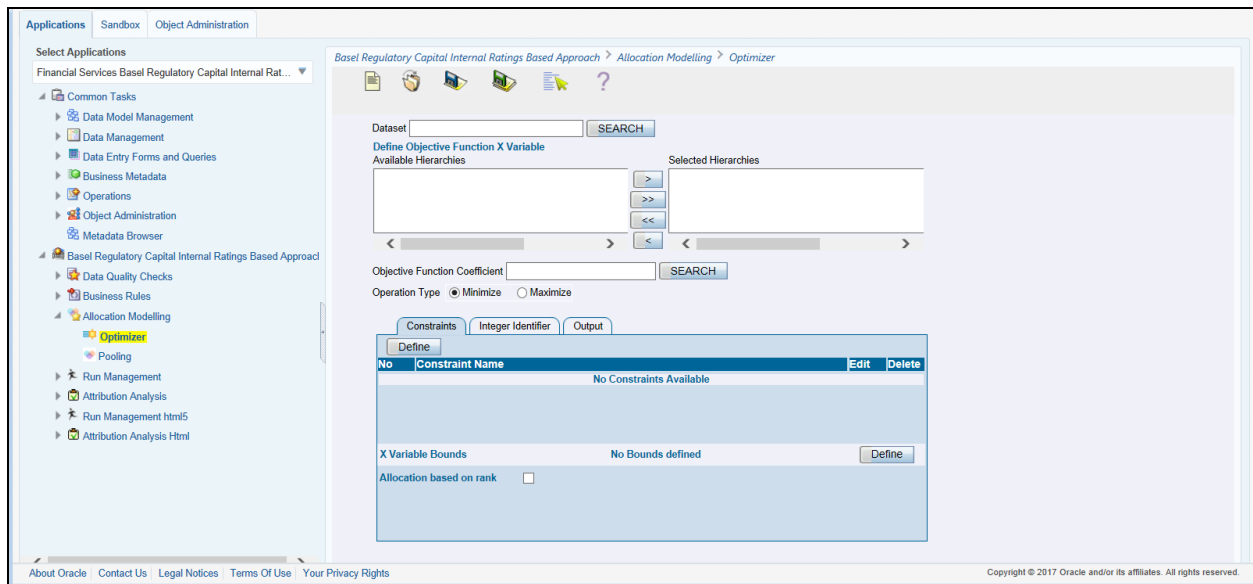 Applications Sandbox Object Administration
Select Applications
Financial Services Basel Regulatory Capital Internal Rat...
Common Tasks
Data Model Management
Data Management
Data Entry Forms and Queries
Business Metadata
Operations
Object Administration
Metadata Browser
Basel Regulatory Capital Internal Ratings Based Approacl
Data Quality Checks
Business Rules
Allocation Modelling
Optimizer
Pooling
Run Management
Attribution Analysis
Run Management html5
Attribution Analysis Html
Basel Regulatory Capital Internal Ratings Based Approach > Allocation Modelling > Optimizer
?
Dataset SEARCH
Define Objective Function X Variable
Available Hierarchies Selected Hierarchies
>
>>
<<
<
Objective Function Coefficient SEARCH
Operation Type Minimize Maximize
Constraints Integer Identifier Output
Define
No Constraint Name Edit Delete
No Constraints Available
X Variable Bounds No Bounds defined Define
Allocation based on rank
About Oracle Contact Us Legal Notices Terms Of Use Your Privacy Rights
Copyright © 2017 Oracle and/or its affiliates. All rights reserved.